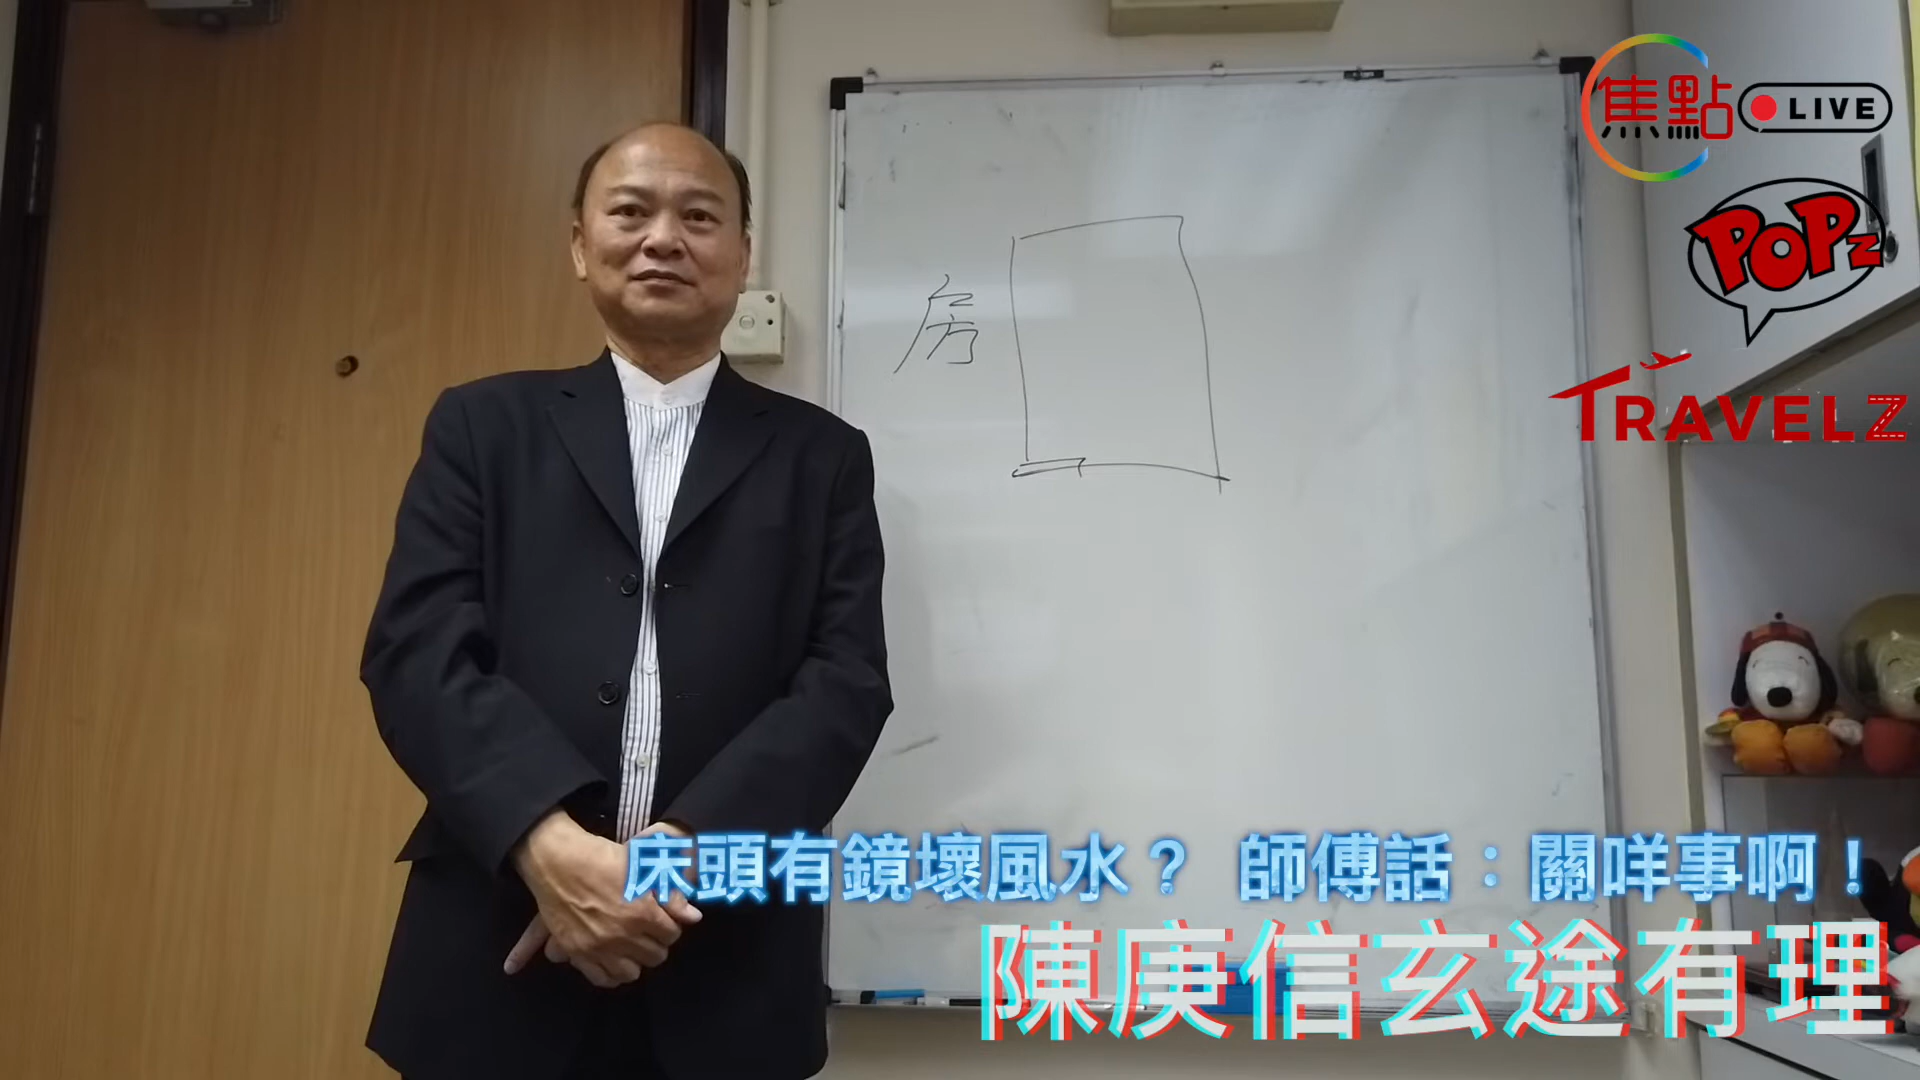 焦點 LIVE
POPZ
TRAVELZ
房
床頭有鏡壞風水？ 師傅話：關咩事啊！
陳庚信玄途有理